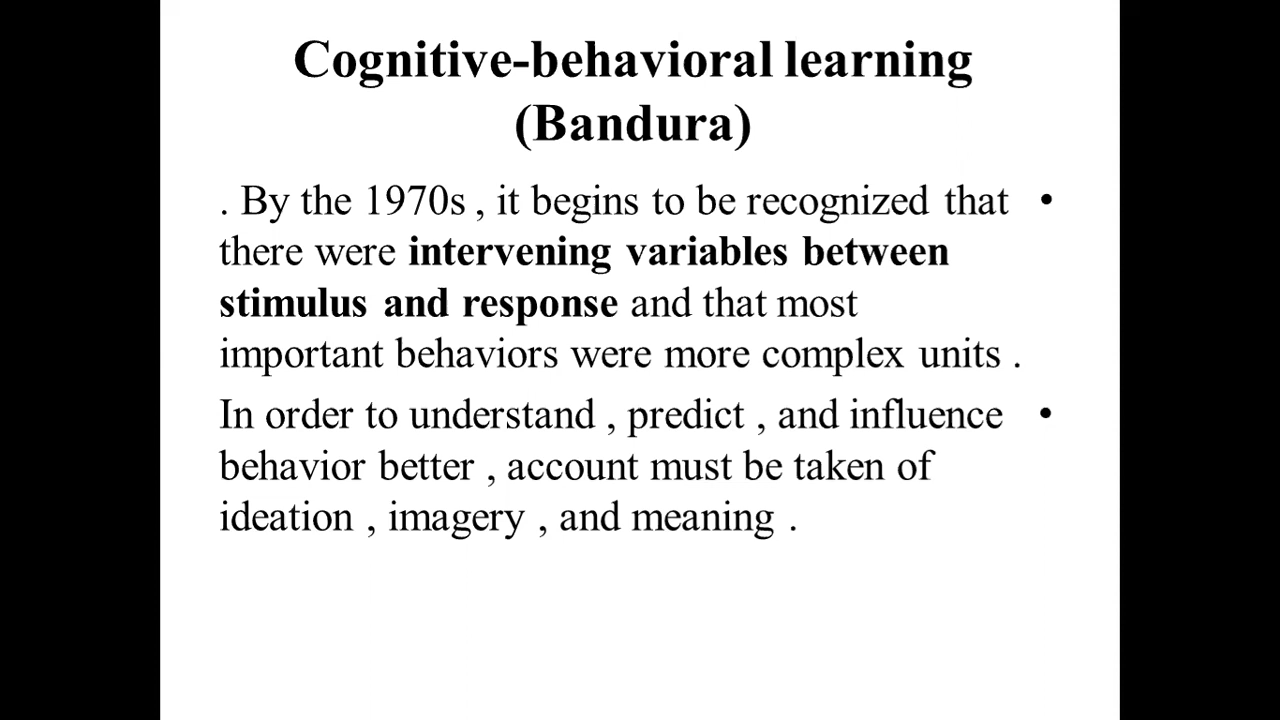 Cognitive-behavioral learning
(Bandura)
. By the 1970s , it begins to be recognized that •
there were intervening variables between
stimulus and response and that most
important behaviors were more complex units .
In order to understand , predict , and influence •
behavior better , account must be taken of
ideation , imagery , and meaning .